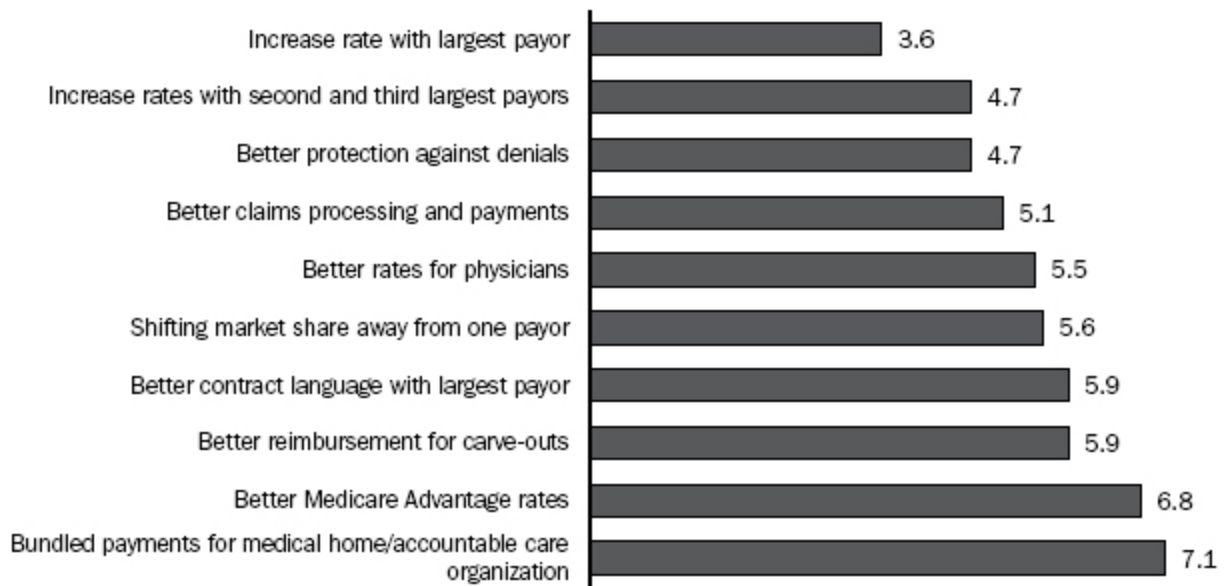 Increase rate with largest payor 3.6
Increase rates with second and third largest payors 4.7
Better protection against denials 4.7
Better claims processing and payments 5.1
Better rates for physicians 5.5
Shifting market share away from one payor 5.6
Better contract language with largest payor 5.9
Better reimbursement for carve-outs 5.9
Better Medicare Advantage rates 6.8
Bundled payments for medical home/accountable care
organization 7.1